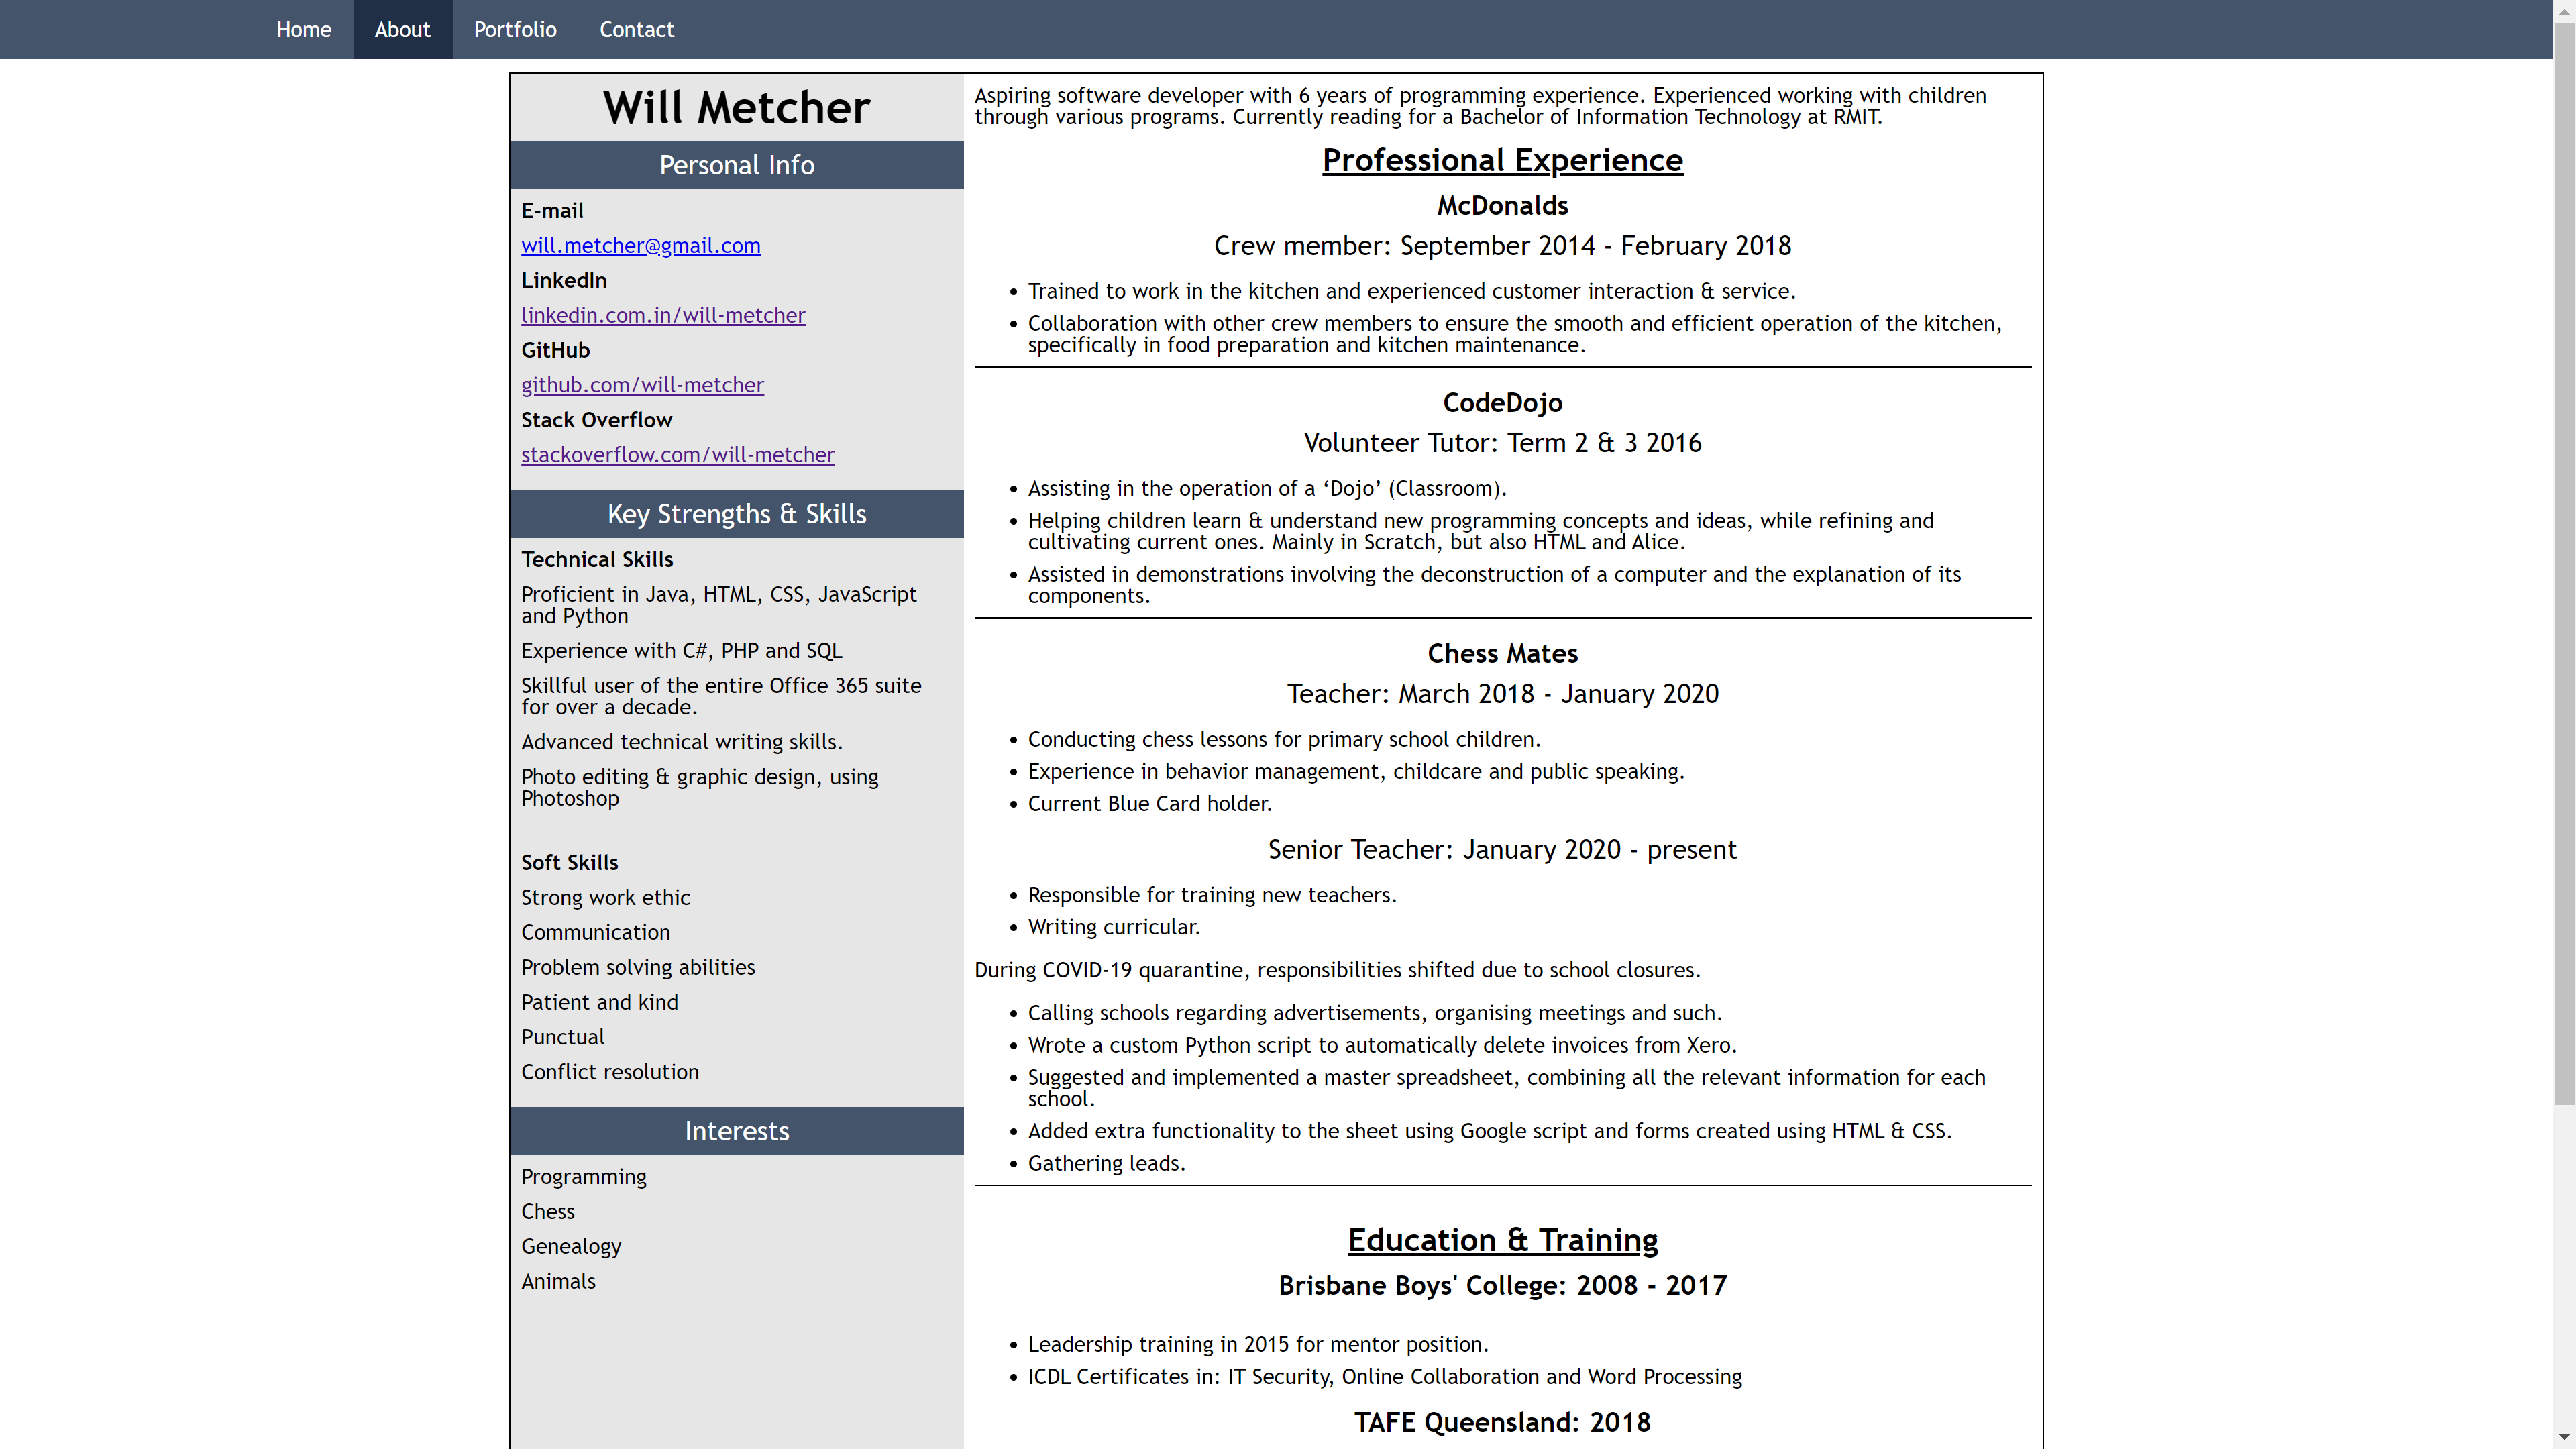 Home About Portfolio Contact
Will Metcher
Personal Info
E-mail
will.metcher@gmail.com
LinkedIn
linkedin.com.in/will-metcher
GitHub
github.com/will-metcher
Stack Overflow
stackoverflow.com/will-metcher
Key Strengths & Skills
Technical Skills
Proficient in Java, HTML, CSS, JavaScript
and Python
Experience with C#, PHP and SQL
Skillful user of the entire Office 365 suite
for over a decade.
Advanced technical writing skills.
Photo editing & graphic design, using
Photoshop
Soft Skills
Strong work ethic
Communication
Problem solving abilities
Patient and kind
Punctual
Conflict resolution
Interests
Programming
Chess
Genealogy
Animals
Aspiring software developer with 6 years of programming experience. Experienced working with children
through various programs. Currently reading for a Bachelor of Information Technology at RMIT.
Professional Experience
McDonalds
Crew member: September 2014 - February 2018
• Trained to work in the kitchen and experienced customer interaction & service.
• Collaboration with other crew members to ensure the smooth and efficient operation of the kitchen,
specifically in food preparation and kitchen maintenance.
CodeDojo
Volunteer Tutor: Term 2 & 3 2016
• Assisting in the operation of a ‘Dojo’ (Classroom).
• Helping children learn & understand new programming concepts and ideas, while refining and
cultivating current ones. Mainly in Scratch, but also HTML and Alice.
• Assisted in demonstrations involving the deconstruction of a computer and the explanation of its
components.
Chess Mates
Teacher: March 2018 - January 2020
• Conducting chess lessons for primary school children.
• Experience in behavior management, childcare and public speaking.
• Current Blue Card holder.
Senior Teacher: January 2020 - present
• Responsible for training new teachers.
• Writing curricular.
During COVID-19 quarantine, responsibilities shifted due to school closures.
• Calling schools regarding advertisements, organising meetings and such.
• Wrote a custom Python script to automatically delete invoices from Xero.
• Suggested and implemented a master spreadsheet, combining all the relevant information for each
school.
• Added extra functionality to the sheet using Google script and forms created using HTML & CSS.
• Gathering leads.
Education & Training
Brisbane Boys' College: 2008 - 2017
• Leadership training in 2015 for mentor position.
• ICDL Certificates in: IT Security, Online Collaboration and Word Processing
TAFE Queensland: 2018